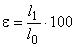 ε = l₁/l₀ · 100